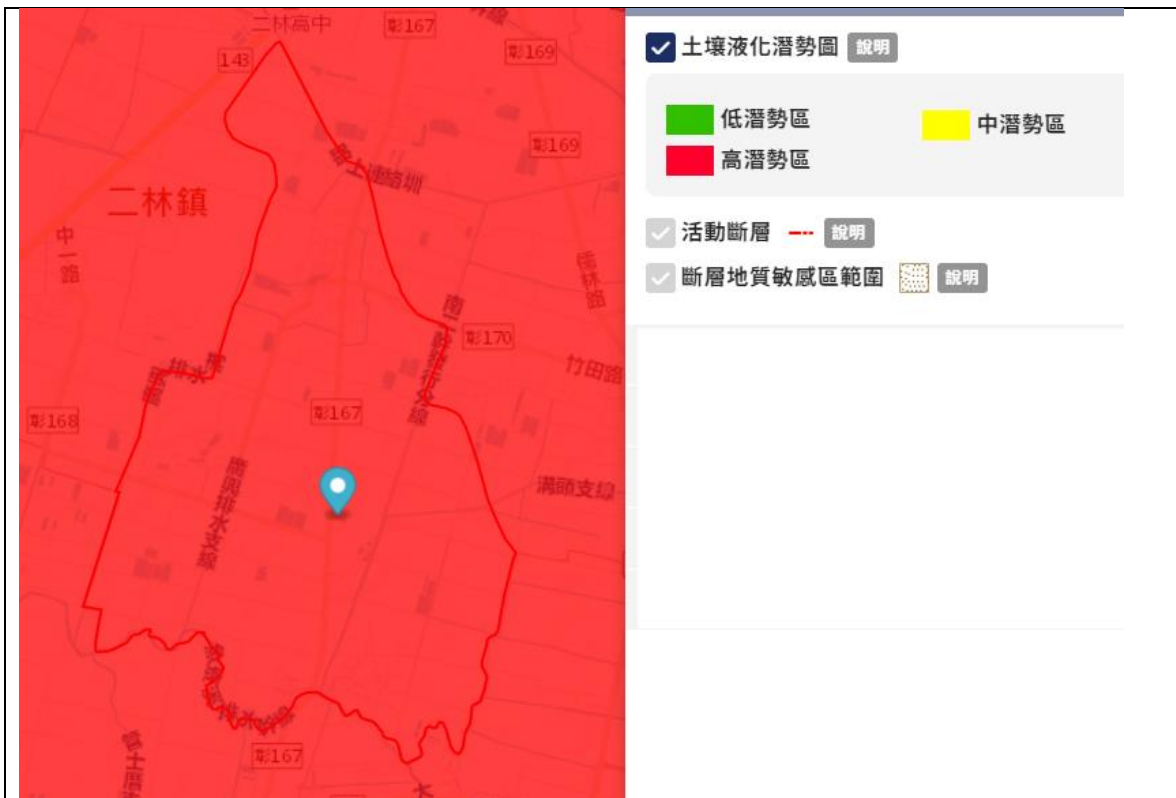 二林高中
彰167
彰169
143
彰169
二林鎮
中一路
儒林路
彰170
竹田路
排水
彰168
彰167
萬興排水支線
溝頭支線
彰167
土壤液化潛勢圖 說明
低潛勢區
中潛勢區
高潛勢區
活動斷層 說明
斷層地質敏感區範圍 說明